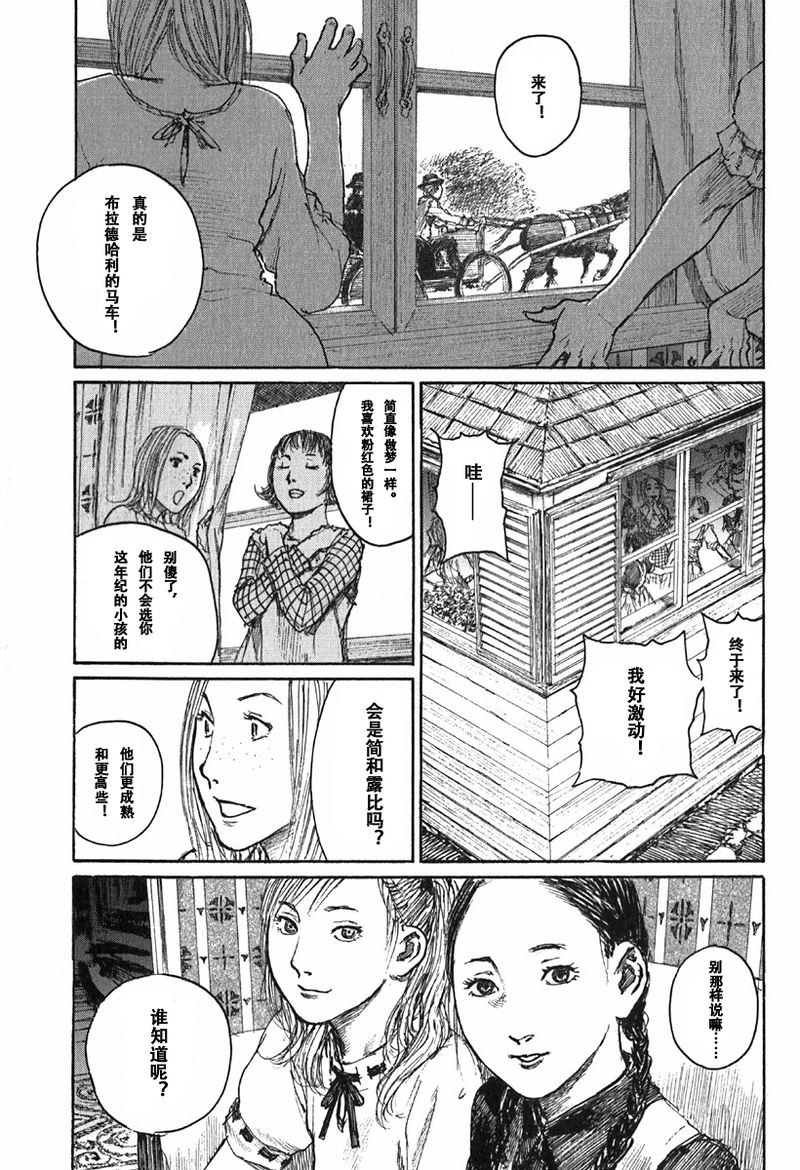 来了！
真的是
布拉德哈利的马车！
哇——
终于来了！
我好激动！
简直像做梦一样。
我喜欢粉红色的裙子！
别傻了，
他们不会选你
这年纪的小孩的
会是简和露比吗？
他们更成熟
和更高些！
别那样说嘛……
谁知道呢？